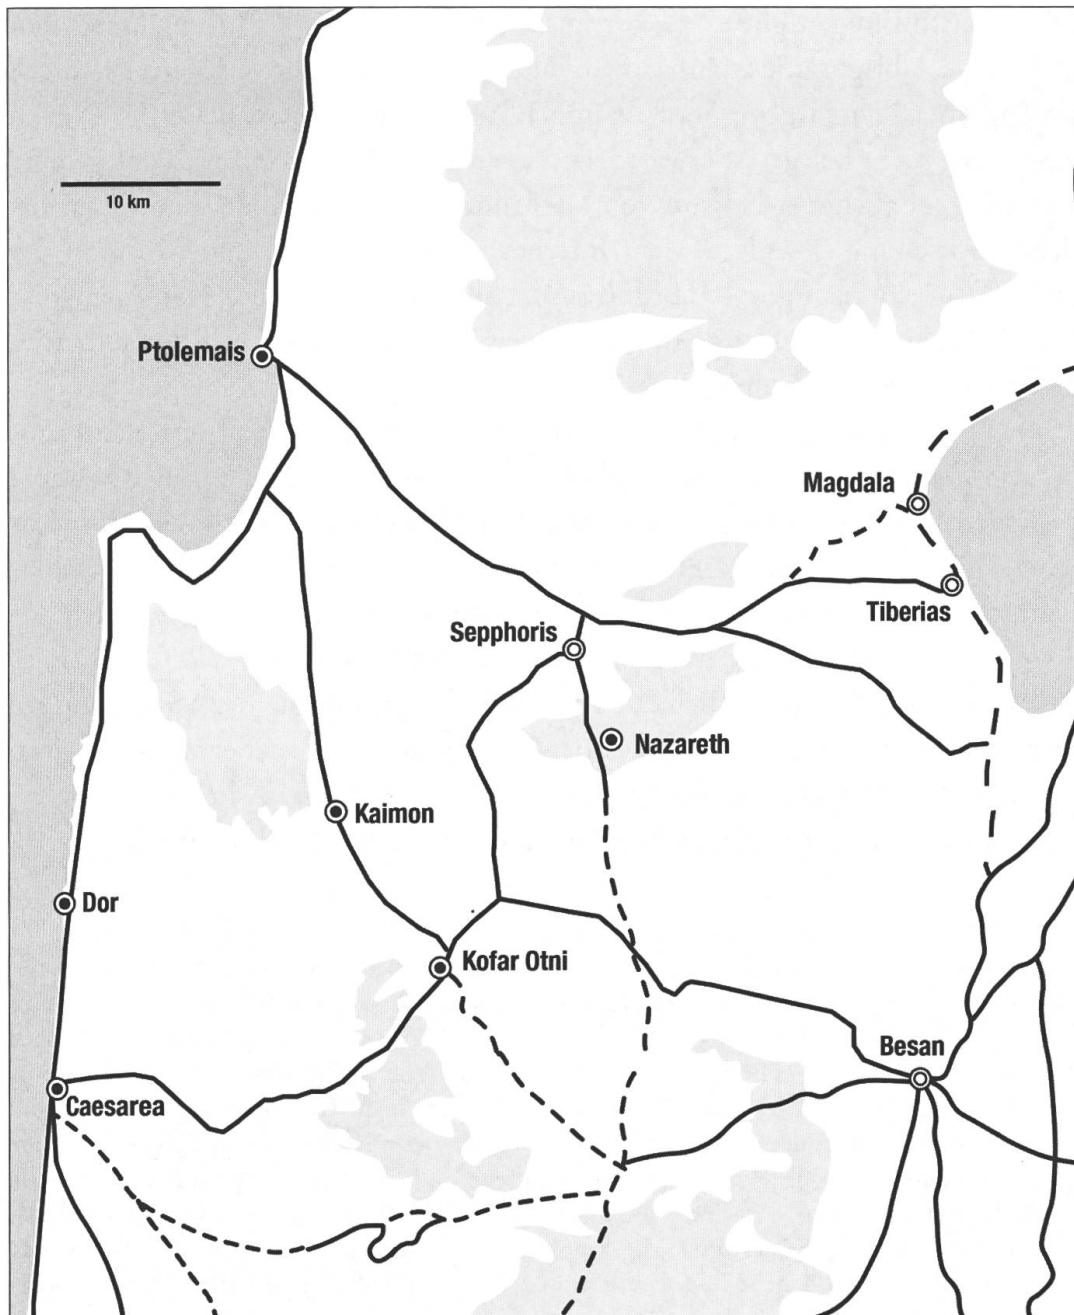 10 km
Ptolemais
Magdala
Tiberias
Sepphoris
Nazareth
Kaimon
Dor
Kofar Otni
Besan
Caesarea